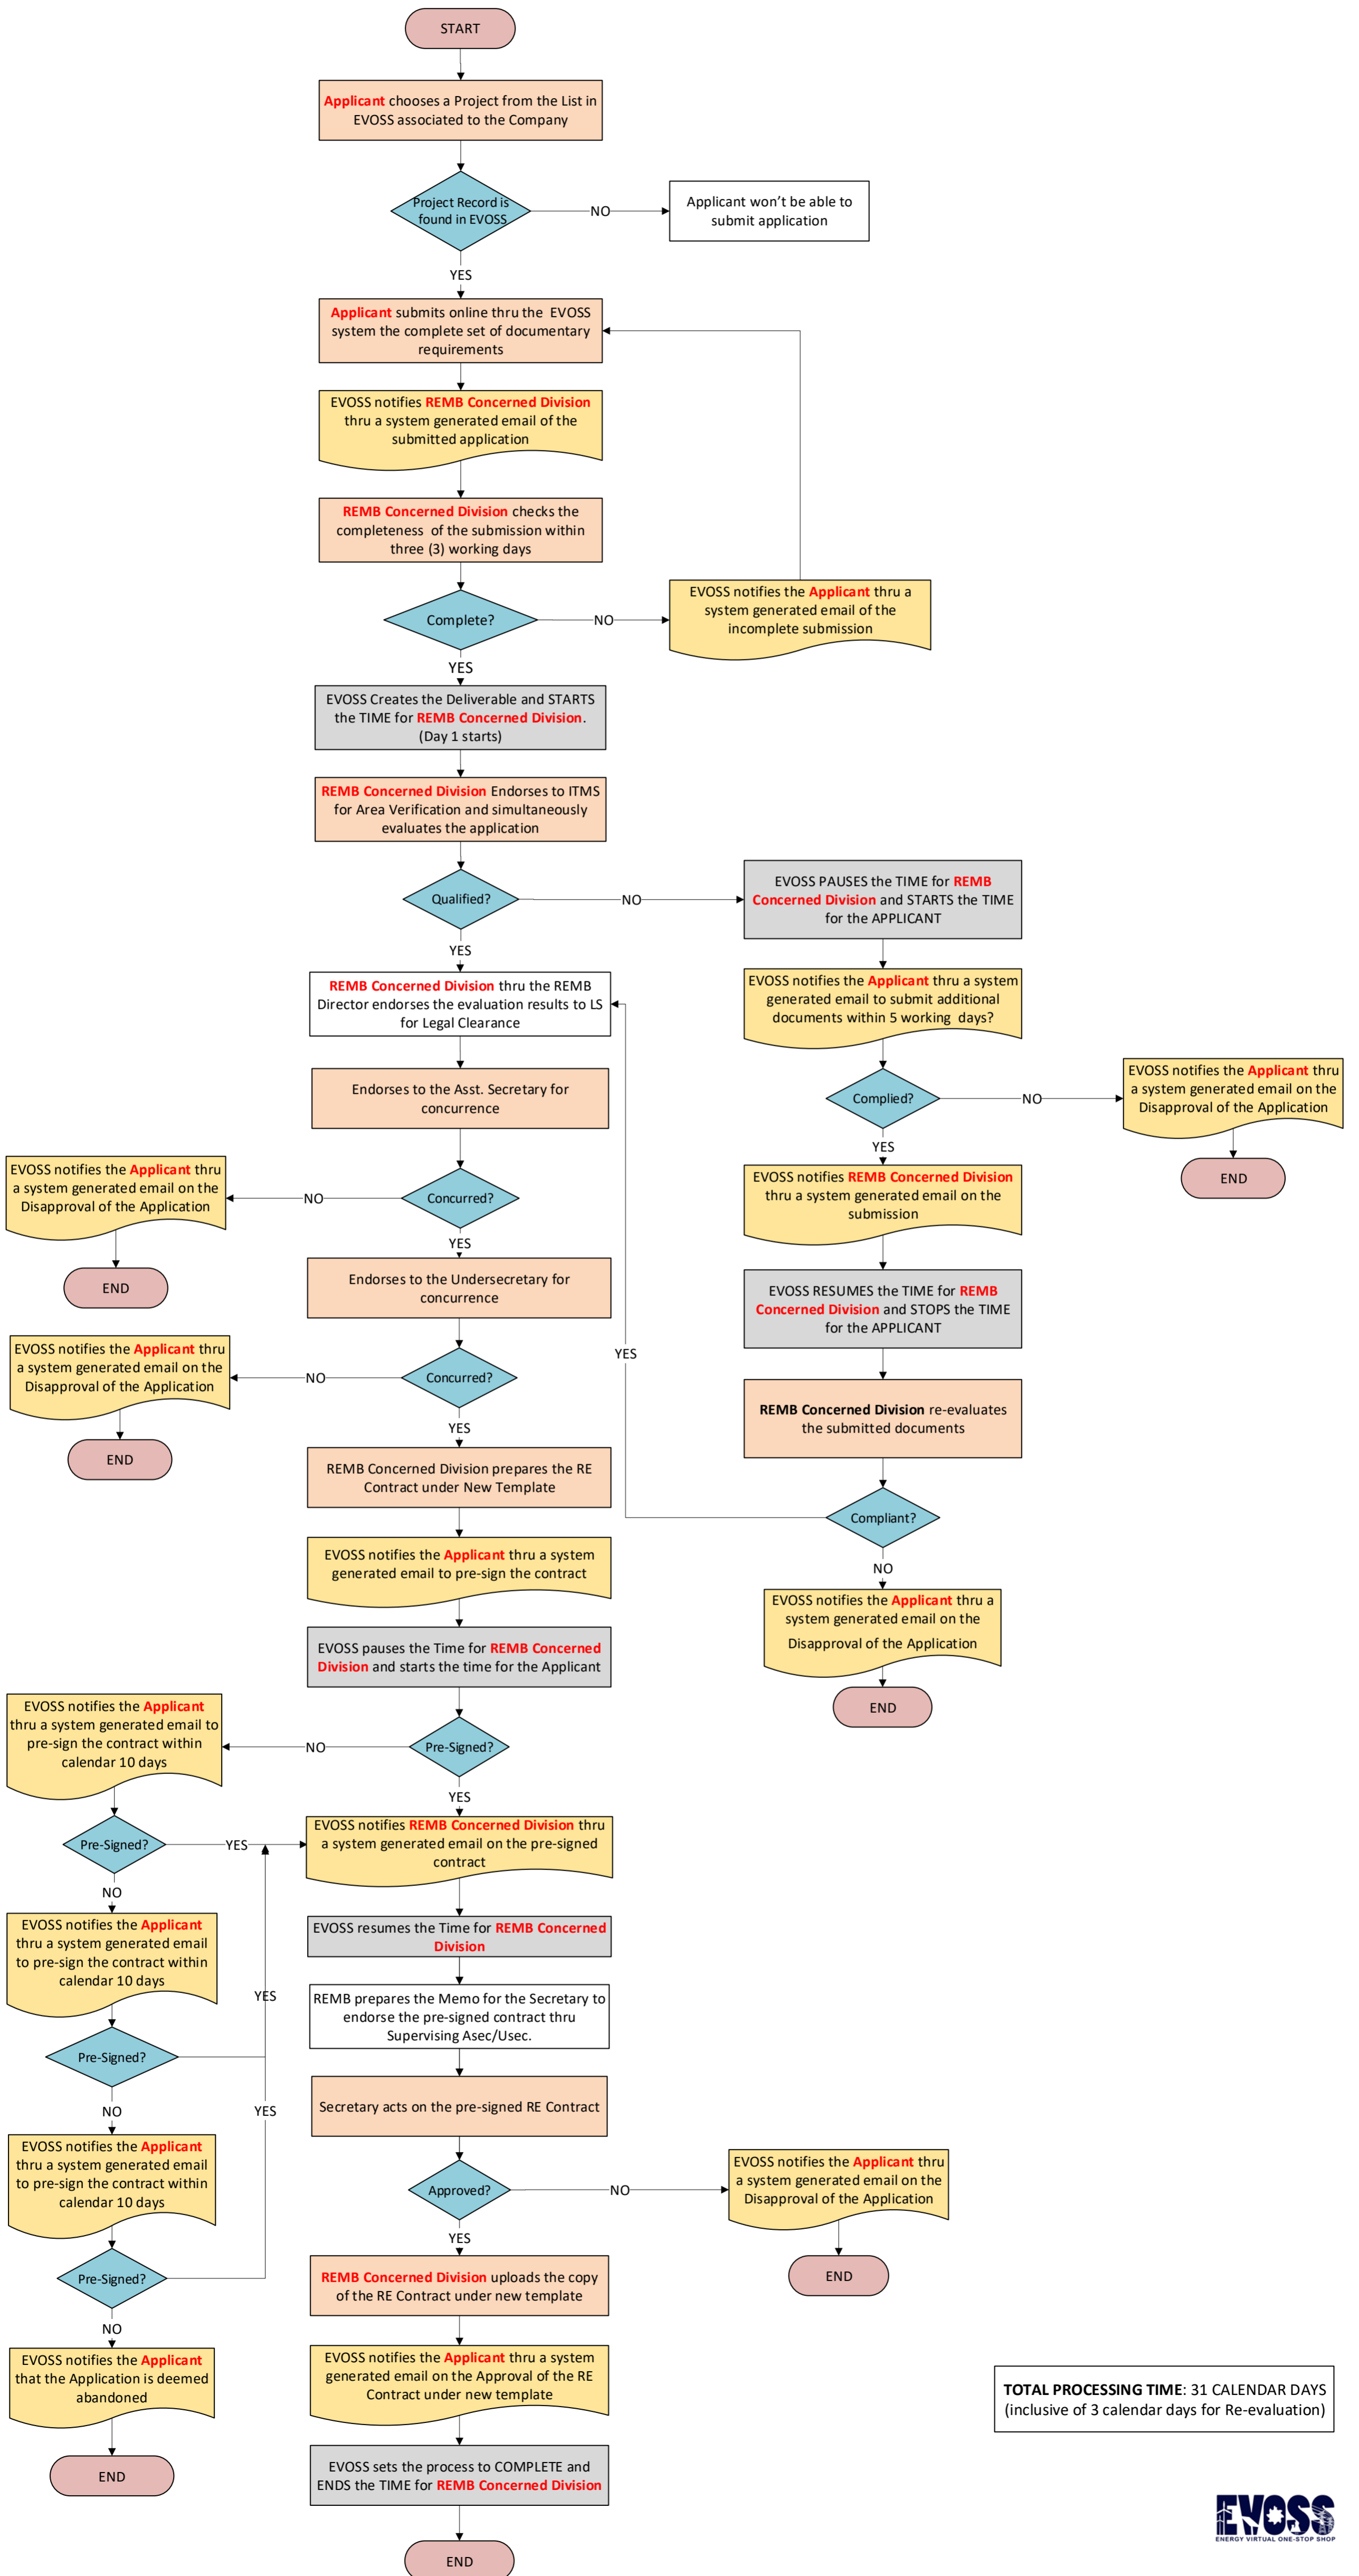 START
Applicant chooses a Project from the List in
EVOSS associated to the Company
Project Record is
found in EVOSS
NO
Applicant won't be able to
submit application
YES
Applicant submits online thru the EVOSS
system the complete set of documentary
requirements
EVOSS notifies REMB Concerned Division
thru a system generated email of the
submitted application
REMB Concerned Division checks the
completeness of the submission within
three (3) working days
Complete?
NO
EVOSS notifies the Applicant thru a
system generated email of the
incomplete submission
YES
EVOSS Creates the Deliverable and STARTS
the TIME for REMB Concerned Division.
(Day 1 starts)
REMB Concerned Division Endorses to ITMS
for Area Verification and simultaneously
evaluates the application
Qualified?
NO
EVOSS PAUSES the TIME for REMB
Concerned Division and STARTS the TIME
for the APPLICANT
YES
REMB Concerned Division thru the REMB
Director endorses the evaluation results to LS
for Legal Clearance
EVOSS notifies the Applicant thru a system
generated email to submit additional
documents within 5 working days?
Endorses to the Asst. Secretary for
concurrence
Complied?
NO
EVOSS notifies the Applicant thru
a system generated email on the
Disapproval of the Application
END
YES
EVOSS notifies REMB Concerned Division
thru a system generated email on the
submission
Concurred?
NO
EVOSS notifies the Applicant thru
a system generated email on the
Disapproval of the Application
END
YES
Endorses to the Undersecretary for
concurrence
EVOSS RESUMES the TIME for REMB
Concerned Division and STOPS the TIME
for the APPLICANT
Concurred?
NO
EVOSS notifies the Applicant thru
a system generated email on the
Disapproval of the Application
END
YES
YES
REMB Concerned Division re-evaluates
the submitted documents
REMB Concerned Division prepares the RE
Contract under New Template
Compliant?
NO
EVOSS notifies the Applicant thru a
system generated email on the
Disapproval of the Application
END
EVOSS notifies the Applicant thru a system
generated email to pre-sign the contract
EVOSS pauses the Time for REMB Concerned
Division and starts the time for the Applicant
Pre-Signed?
NO
EVOSS notifies the Applicant
thru a system generated email to
pre-sign the contract within
calendar 10 days
YES
Pre-Signed?
YES
EVOSS notifies REMB Concerned Division thru
a system generated email on the pre-signed
contract
NO
EVOSS notifies the Applicant
thru a system generated email
to pre-sign the contract within
calendar 10 days
EVOSS resumes the Time for REMB Concerned
Division
YES
REMB prepares the Memo for the Secretary to
endorse the pre-signed contract thru
Supervising Asec/Usec.
Pre-Signed?
NO
YES
Secretary acts on the pre-signed RE Contract
EVOSS notifies the Applicant
thru a system generated email
to pre-sign the contract within
calendar 10 days
Approved?
NO
EVOSS notifies the Applicant thru
a system generated email on the
Disapproval of the Application
END
YES
Pre-Signed?
REMB Concerned Division uploads the copy
of the RE Contract under new template
NO
EVOSS notifies the Applicant
that the Application is deemed
abandoned
END
EVOSS notifies the Applicant thru a system
generated email on the Approval of the RE
Contract under new template
TOTAL PROCESSING TIME: 31 CALENDAR DAYS
(inclusive of 3 calendar days for Re-evaluation)
EVOSS sets the process to COMPLETE and
ENDS the TIME for REMB Concerned Division
END
EVOSS
ENERGY VIRTUAL ONE-STOP SHOP